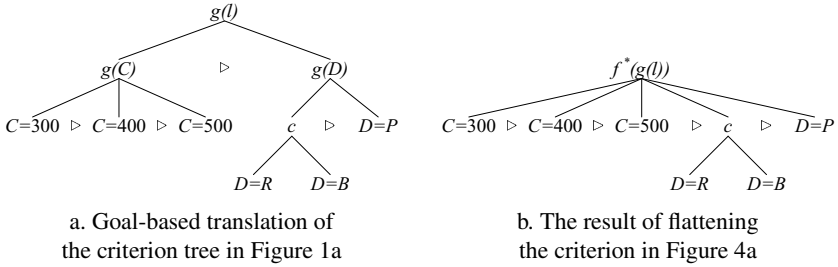 g(l)
g(C) ▷ g(D)
C=300 ▷ C=400 ▷ C=500 c ▷ D=P
D=R D=B
a. Goal-based translation of
the criterion tree in Figure 1a
f*(g(l))
C=300 ▷ C=400 ▷ C=500 ▷ c ▷ D=P
D=R D=B
b. The result of flattening
the criterion in Figure 4a